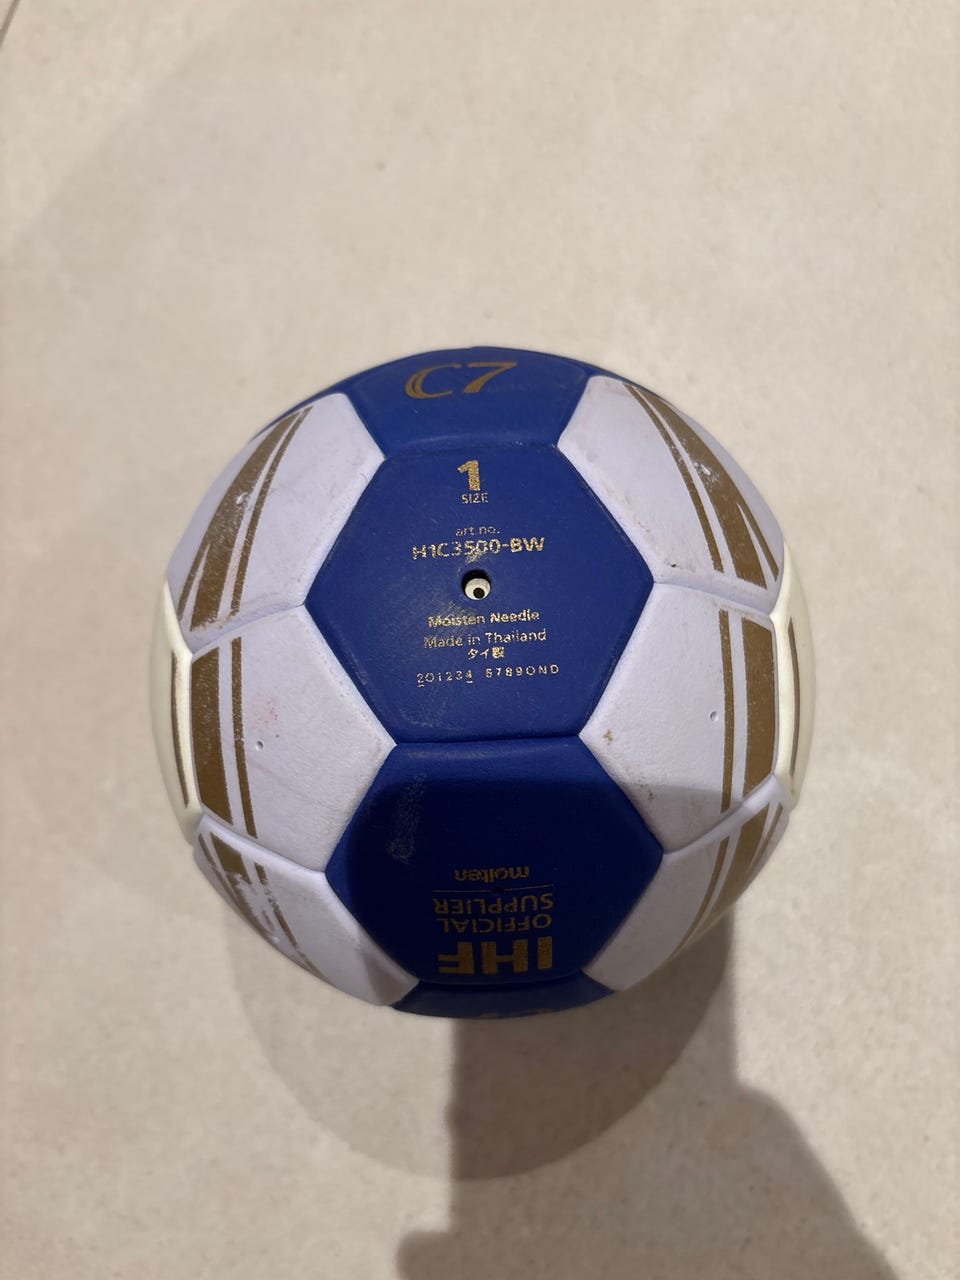 C7
1
SIZE
art.no.
H1C3500-BW
Moisten Needle
Made in Thailand
タイ製
201234 56789OND
molten
OFFICIAL
SUPPLIER
IHF